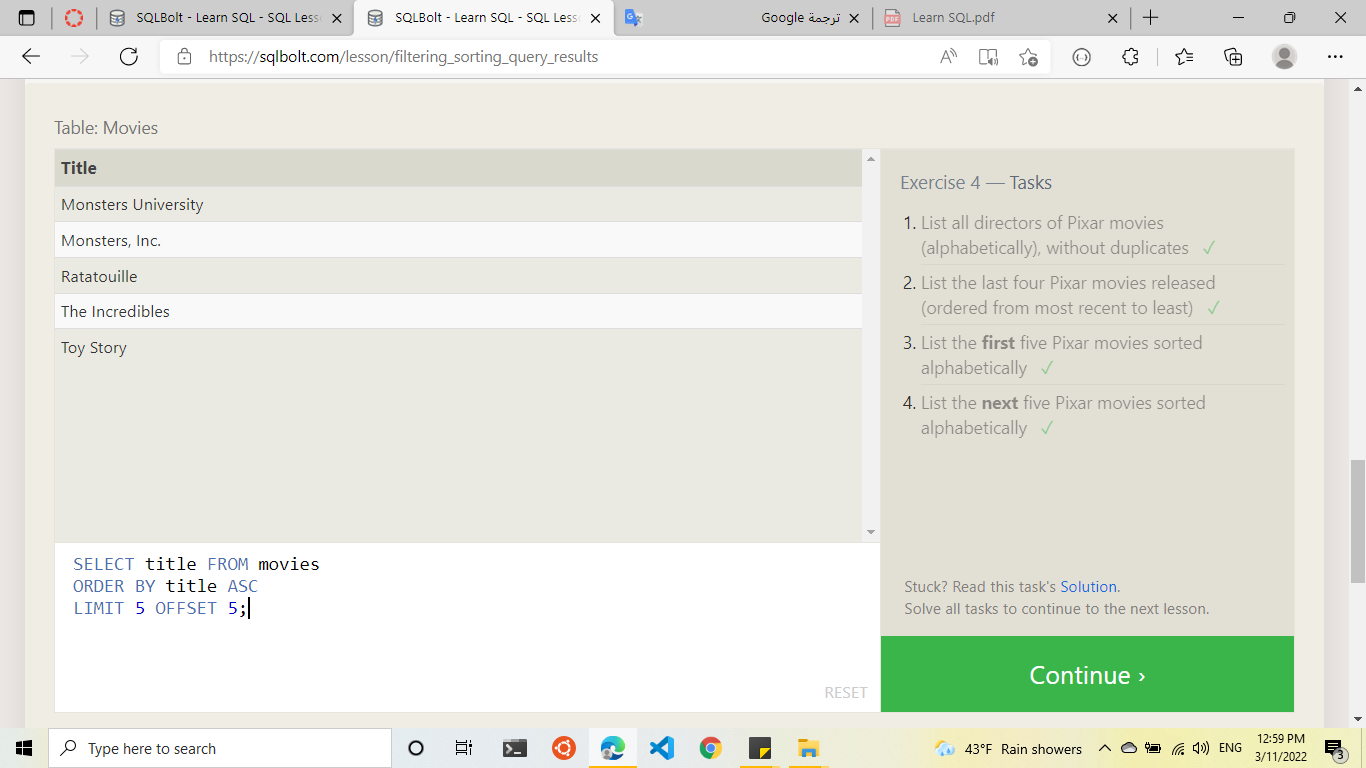 SQLBolt - Learn SQL - SQL Less
SQLBolt - Learn SQL - SQL Less
ترجمة Google
Learn SQL.pdf
https://sqlbolt.com/lesson/filtering_sorting_query_results
Table: Movies
Title
Monsters University
Monsters, Inc.
Ratatouille
The Incredibles
Toy Story
SELECT title FROM movies
ORDER BY title ASC
LIMIT 5 OFFSET 5;
RESET
Exercise 4 — Tasks
1. List all directors of Pixar movies
(alphabetically), without duplicates ✓
2. List the last four Pixar movies released
(ordered from most recent to least) ✓
3. List the first five Pixar movies sorted
alphabetically ✓
4. List the next five Pixar movies sorted
alphabetically ✓
Stuck? Read this task's Solution.
Solve all tasks to continue to the next lesson.
Continue ›
Type here to search
43°F Rain showers
ENG
12:59 PM
3/11/2022
3